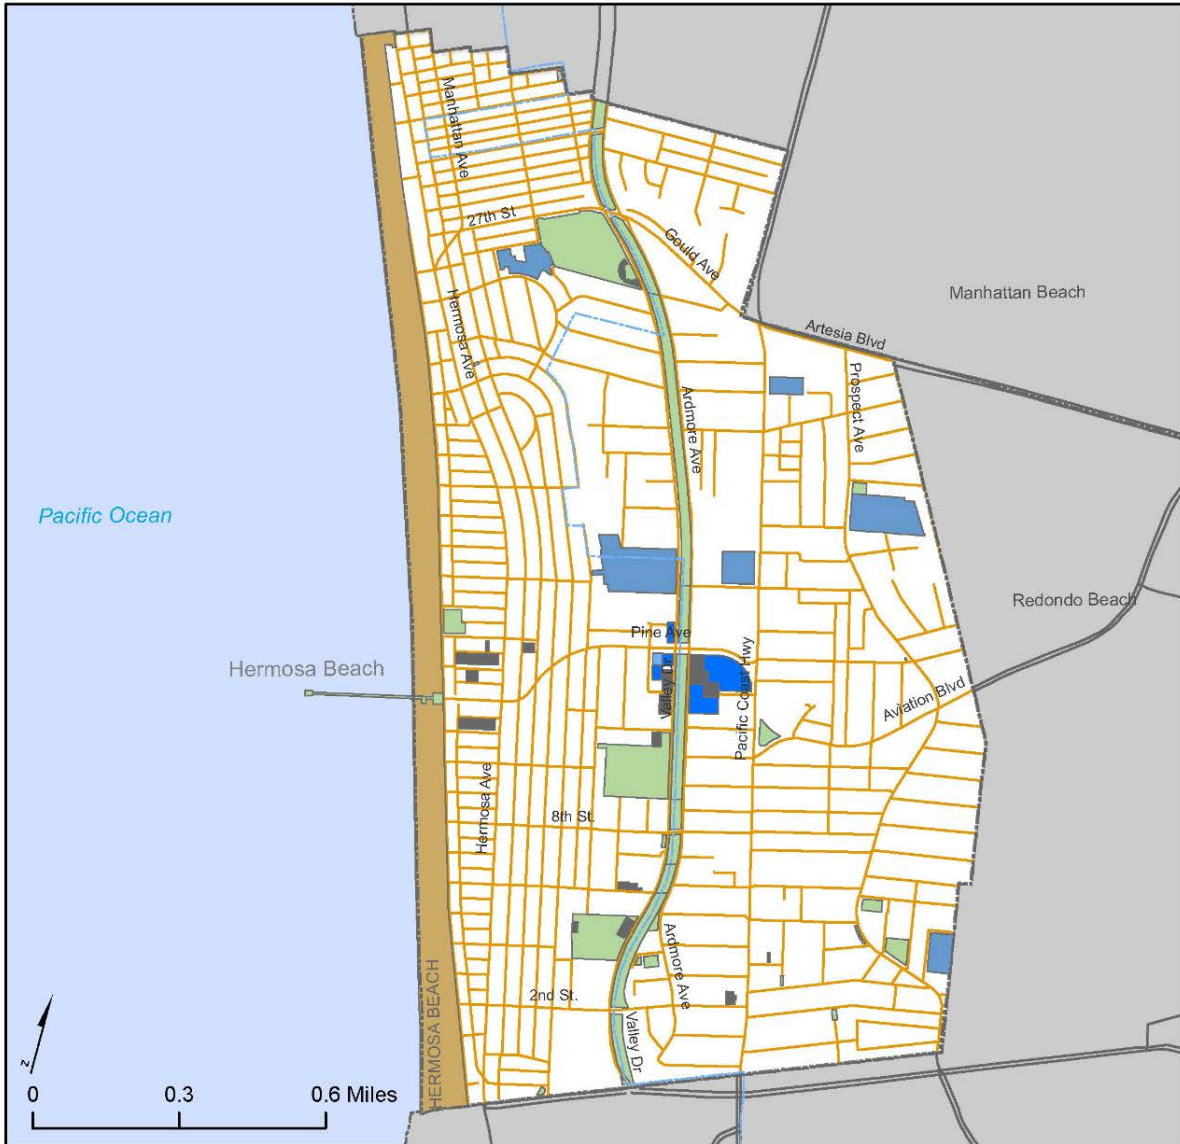 Manhattan Ave
27th St
Gould Ave
Manhattan Beach
Artesia Blvd
Hermosa Ave
Prospect Ave
Ardmore Ave
Pacific Ocean
Redondo Beach
Pine Ave
Hermosa Beach
Valley Dr
Pacific Coast Hwy
Aviation Blvd
Hermosa Ave
8th St.
Ardmore Ave
HERMOSA BEACH
2nd St.
Valley Dr
z
0 0.3 0.6 Miles